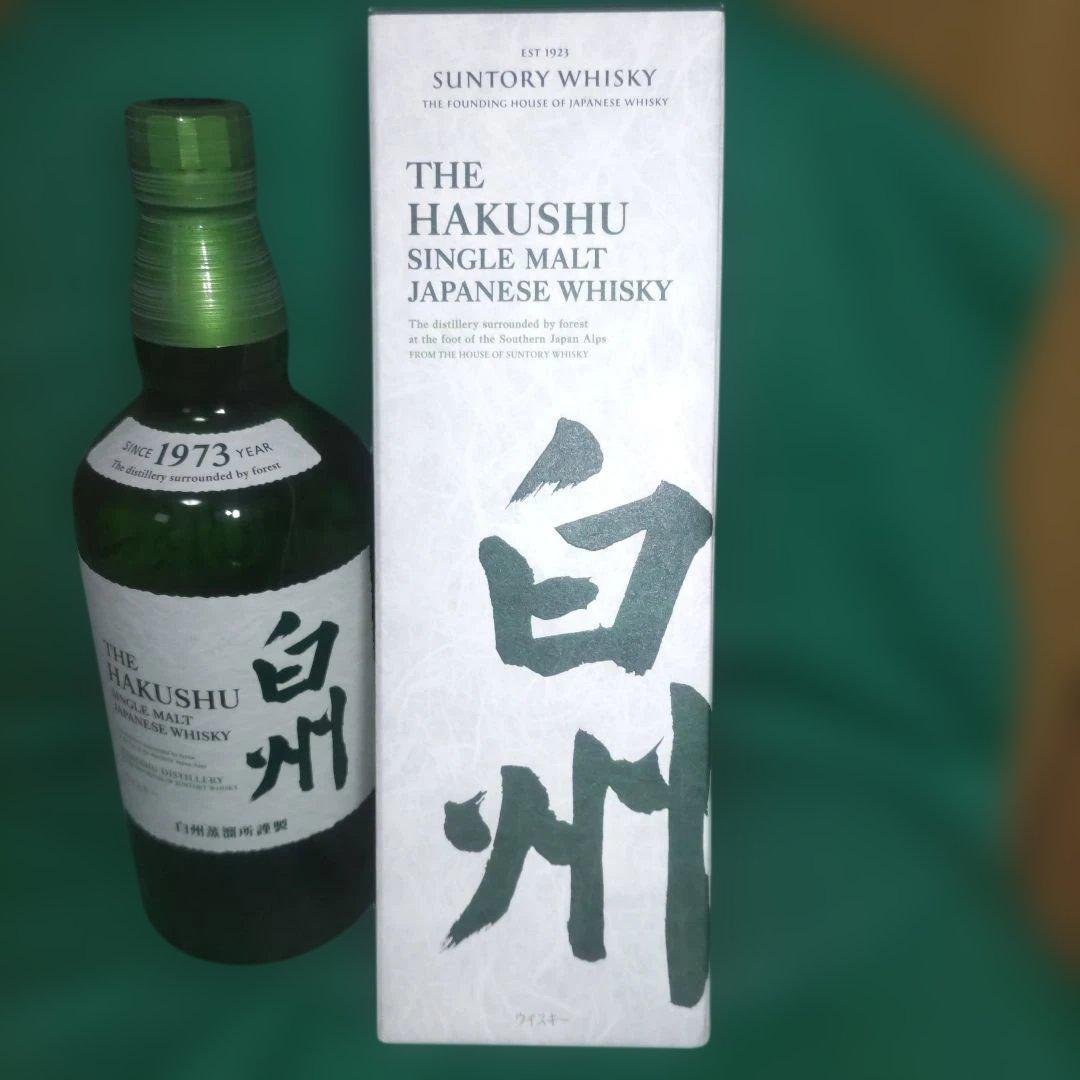 SINCE 1973 YEAR
The distillery surrounded by forest
THE
HAKUSHU
SINGLE MALT
JAPANESE WHISKY
白州
白州蒸溜所謹製
EST 1923
SUNTORY WHISKY
THE FOUNDING HOUSE OF JAPANESE WHISKY
THE
HAKUSHU
SINGLE MALT
JAPANESE WHISKY
The distillery surrounded by forest
at the foot of the Southern Japan Alps
FROM THE HOUSE OF SUNTORY WHISKY
白州
ウイスキー